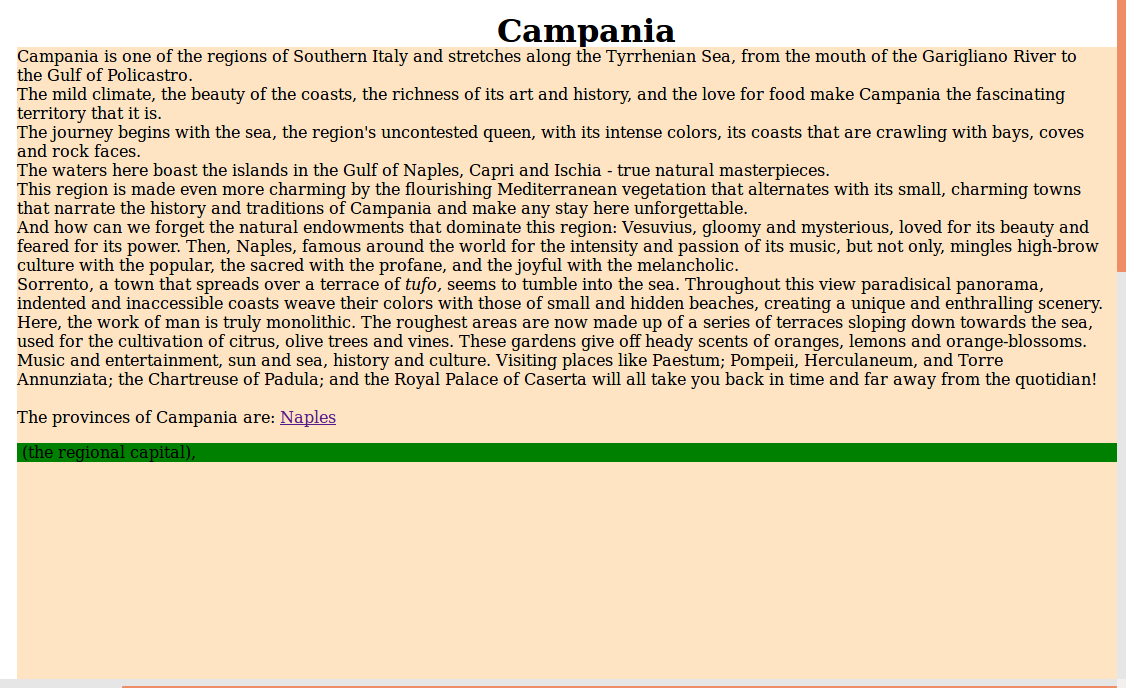 Campania
Campania is one of the regions of Southern Italy and stretches along the Tyrrhenian Sea, from the mouth of the Garigliano River to
the Gulf of Policastro.
The mild climate, the beauty of the coasts, the richness of its art and history, and the love for food make Campania the fascinating
territory that it is.
The journey begins with the sea, the region's uncontested queen, with its intense colors, its coasts that are crawling with bays, coves
and rock faces.
The waters here boast the islands in the Gulf of Naples, Capri and Ischia - true natural masterpieces.
This region is made even more charming by the flourishing Mediterranean vegetation that alternates with its small, charming towns
that narrate the history and traditions of Campania and make any stay here unforgettable.
And how can we forget the natural endowments that dominate this region: Vesuvius, gloomy and mysterious, loved for its beauty and
feared for its power. Then, Naples, famous around the world for the intensity and passion of its music, but not only, mingles high-brow
culture with the popular, the sacred with the profane, and the joyful with the melancholic.
Sorrento, a town that spreads over a terrace of tufo, seems to tumble into the sea. Throughout this view paradisical panorama,
indented and inaccessible coasts weave their colors with those of small and hidden beaches, creating a unique and enthralling scenery.
Here, the work of man is truly monolithic. The roughest areas are now made up of a series of terraces sloping down towards the sea,
used for the cultivation of citrus, olive trees and vines. These gardens give off heady scents of oranges, lemons and orange-blossoms.
Music and entertainment, sun and sea, history and culture. Visiting places like Paestum; Pompeii, Herculaneum, and Torre
Annunziata; the Chartreuse of Padula; and the Royal Palace of Caserta will all take you back in time and far away from the quotidian!
The provinces of Campania are: Naples
(the regional capital),